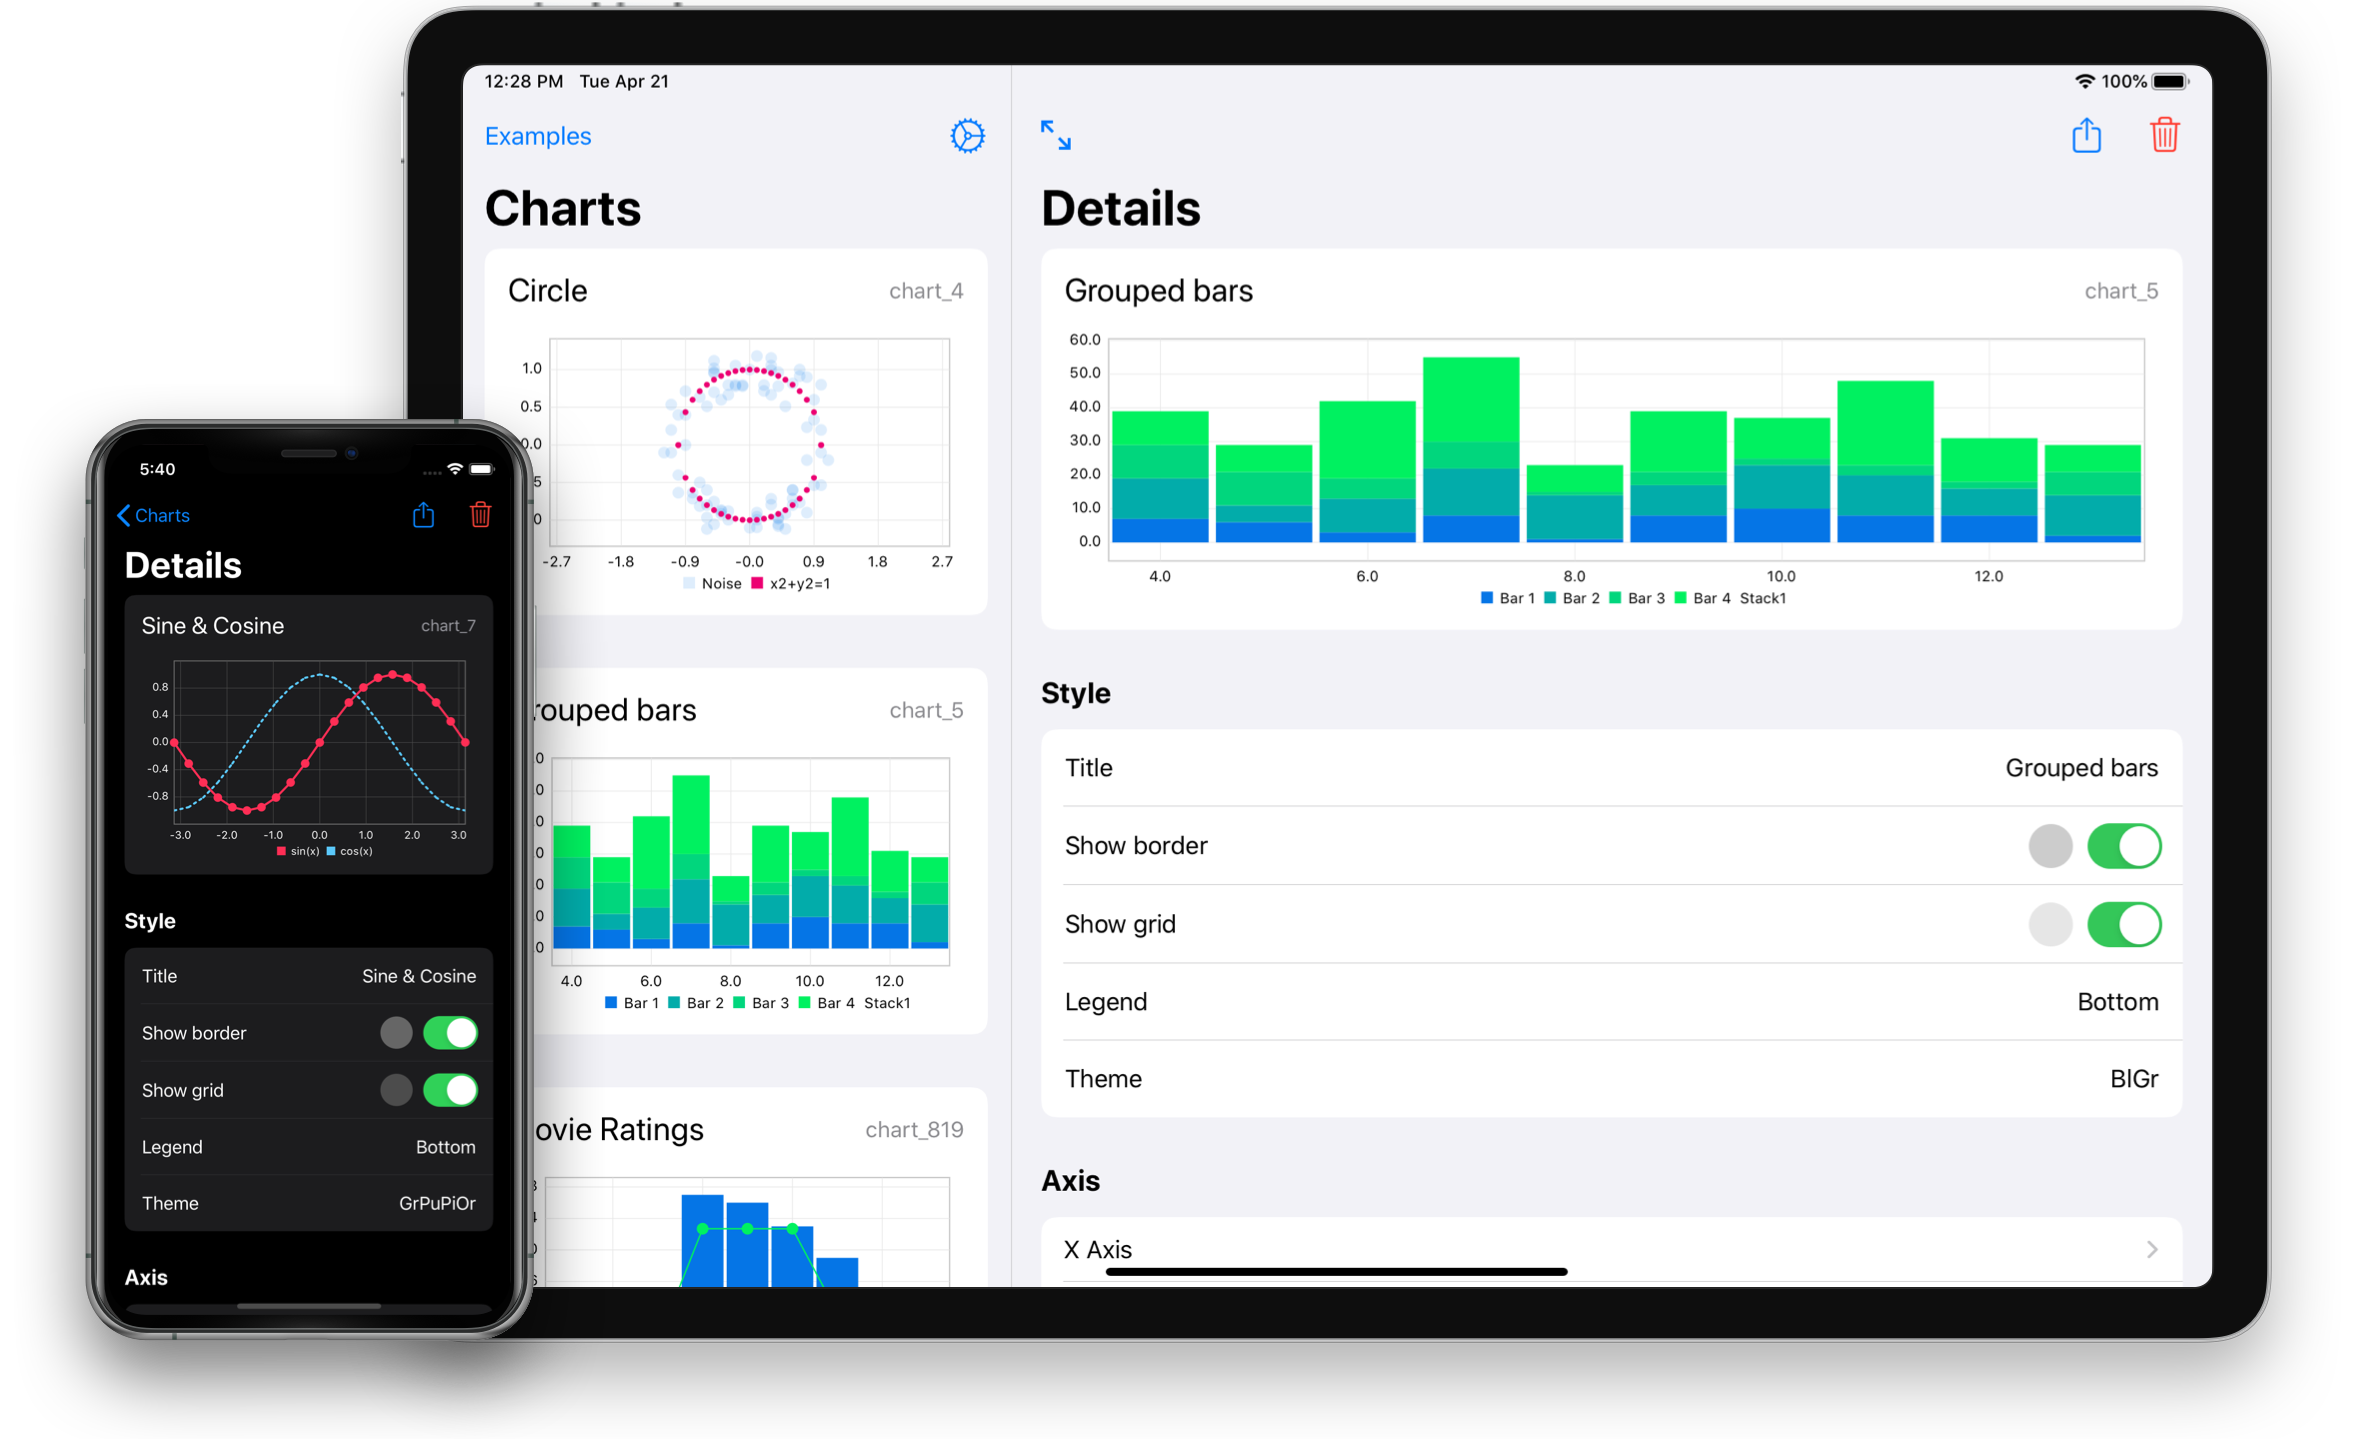 12:28 PM Tue Apr 21
100%
Examples
Charts
Circle chart_4
1.0
0.5
0.0
5
0
-2.7 -1.8 -0.9 -0.0 0.9 1.8 2.7
Noise x2+y2=1
rouped bars chart_5
0
0
0
0
0
0
0
4.0 6.0 8.0 10.0 12.0
Bar 1 Bar 2 Bar 3 Bar 4 Stack1
ovie Ratings chart_819
Details
Grouped bars chart_5
60.0
50.0
40.0
30.0
20.0
10.0
0.0
4.0 6.0 8.0 10.0 12.0
Bar 1 Bar 2 Bar 3 Bar 4 Stack1
Style
Title Grouped bars
Show border
Show grid
Legend Bottom
Theme BlGr
Axis
X Axis
5:40
Charts
Details
Sine & Cosine chart_7
0.8
0.4
0.0
-0.4
-0.8
-3.0 -2.0 -1.0 0.0 1.0 2.0 3.0
sin(x) cos(x)
Style
Title Sine & Cosine
Show border
Show grid
Legend Bottom
Theme GrPuPiOr
Axis